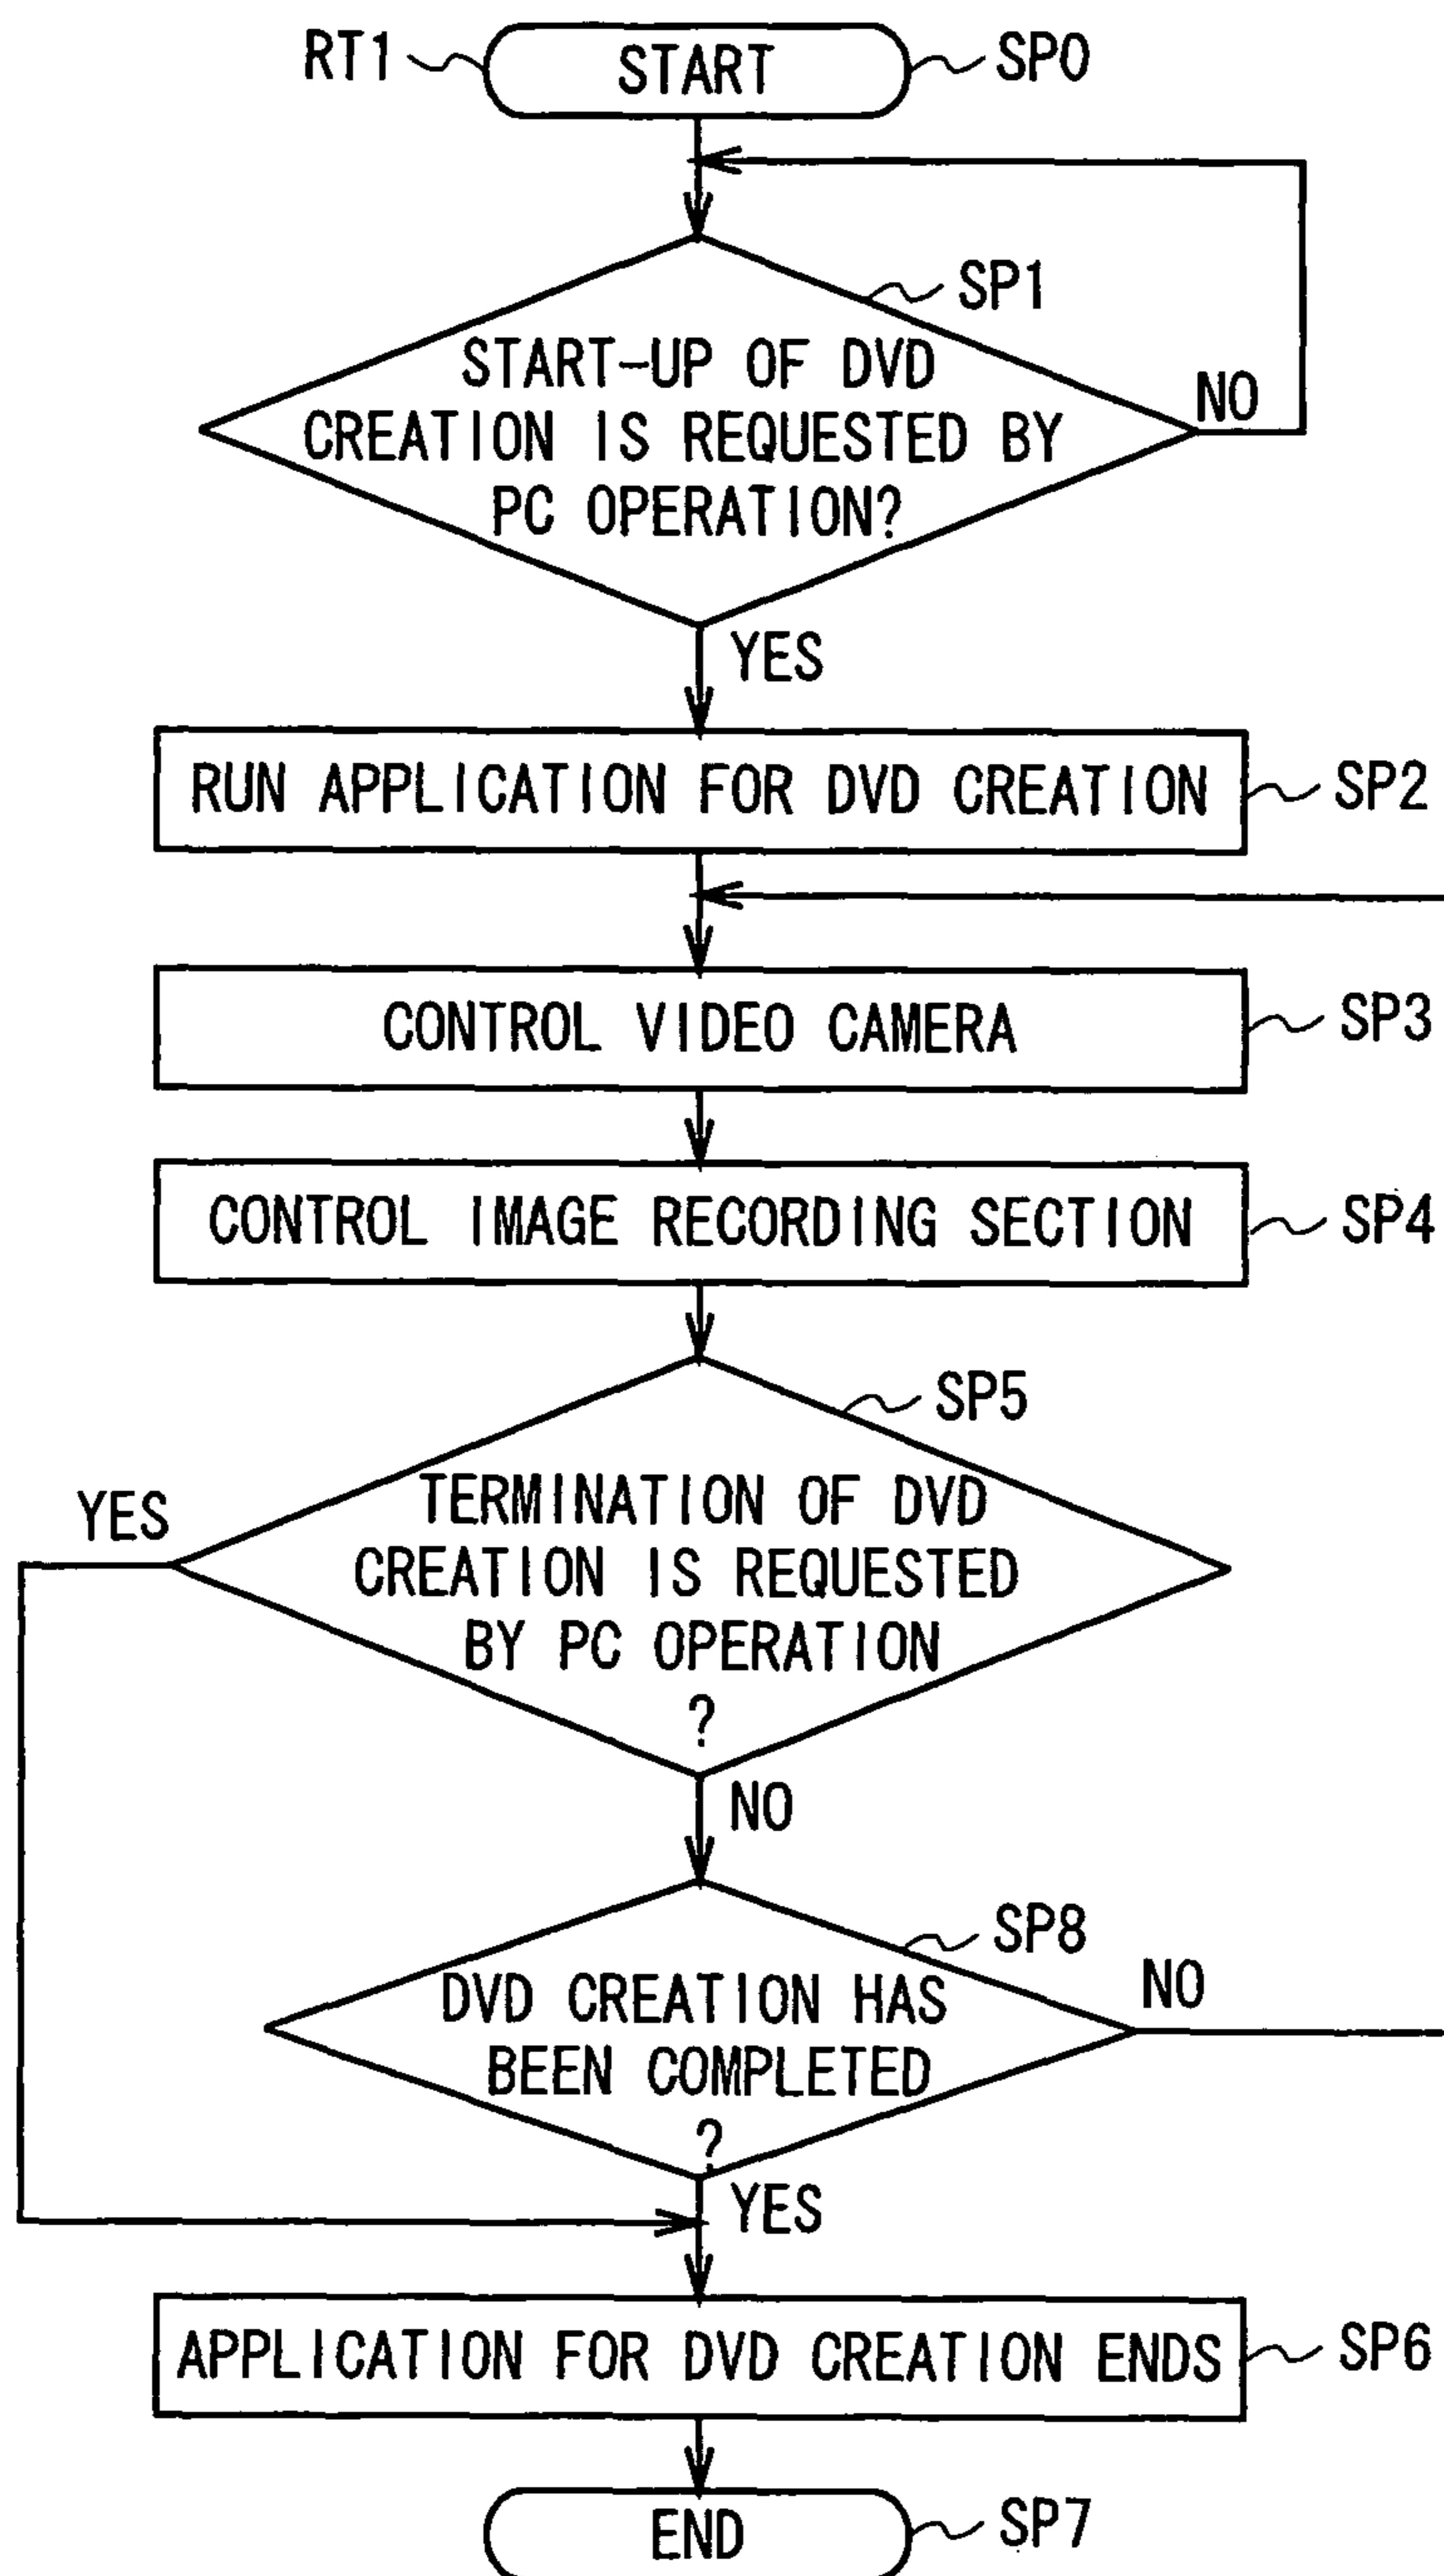 RT1
START
SP0
SP1
START-UP OF DVD
CREATION IS REQUESTED BY
PC OPERATION?
NO
YES
RUN APPLICATION FOR DVD CREATION
SP2
CONTROL VIDEO CAMERA
SP3
CONTROL IMAGE RECORDING SECTION
SP4
SP5
YES
TERMINATION OF DVD
CREATION IS REQUESTED
BY PC OPERATION
?
NO
SP8
DVD CREATION HAS
BEEN COMPLETED
?
NO
YES
APPLICATION FOR DVD CREATION ENDS
SP6
END
SP7